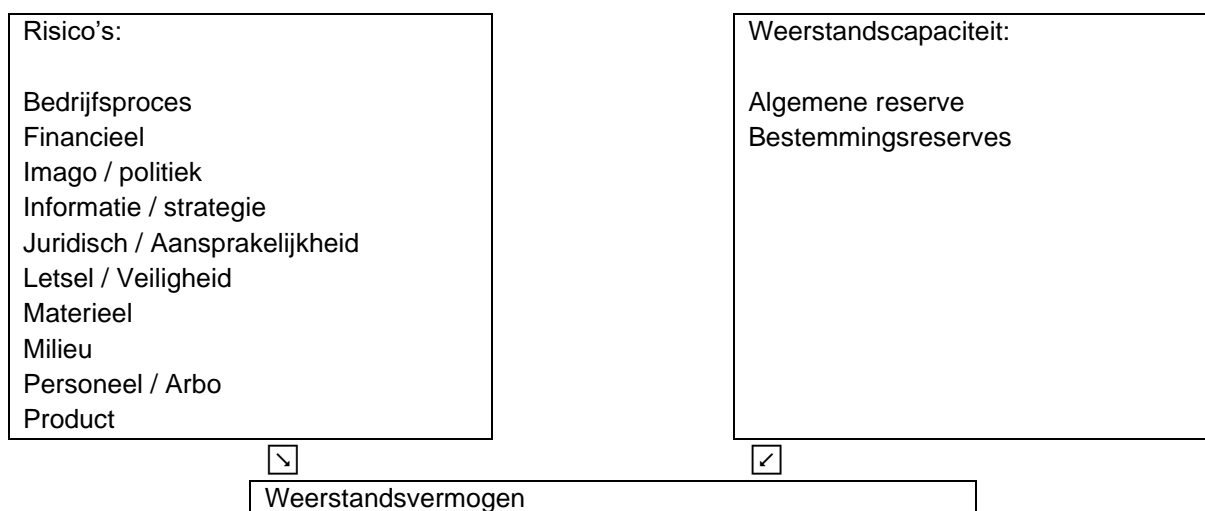 Risico’s:
Bedrijfsproces
Financieel
Imago / politiek
Informatie / strategie
Juridisch / Aansprakelijkheid
Letsel / Veiligheid
Materieel
Milieu
Personeel / Arbo
Product
Weerstandscapaciteit:
Algemene reserve
Bestemmingsreserves
Weerstandsvermogen